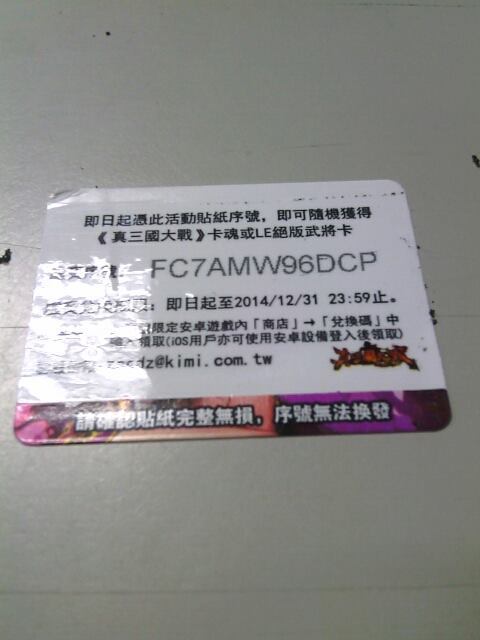 即日起憑此活動貼紙序號，即可隨機獲得
《真三國大戰》卡魂或LE絕版武將卡
FC7AMW96DCP
即日起至2014/12/31 23:59止。
限定安卓遊戲內「商店」→「兌換碼」中
輸入領取(iOS用戶亦可使用安卓設備登入後領取)
@kimi.com.tw
請確認貼紙完整無損，序號無法換發